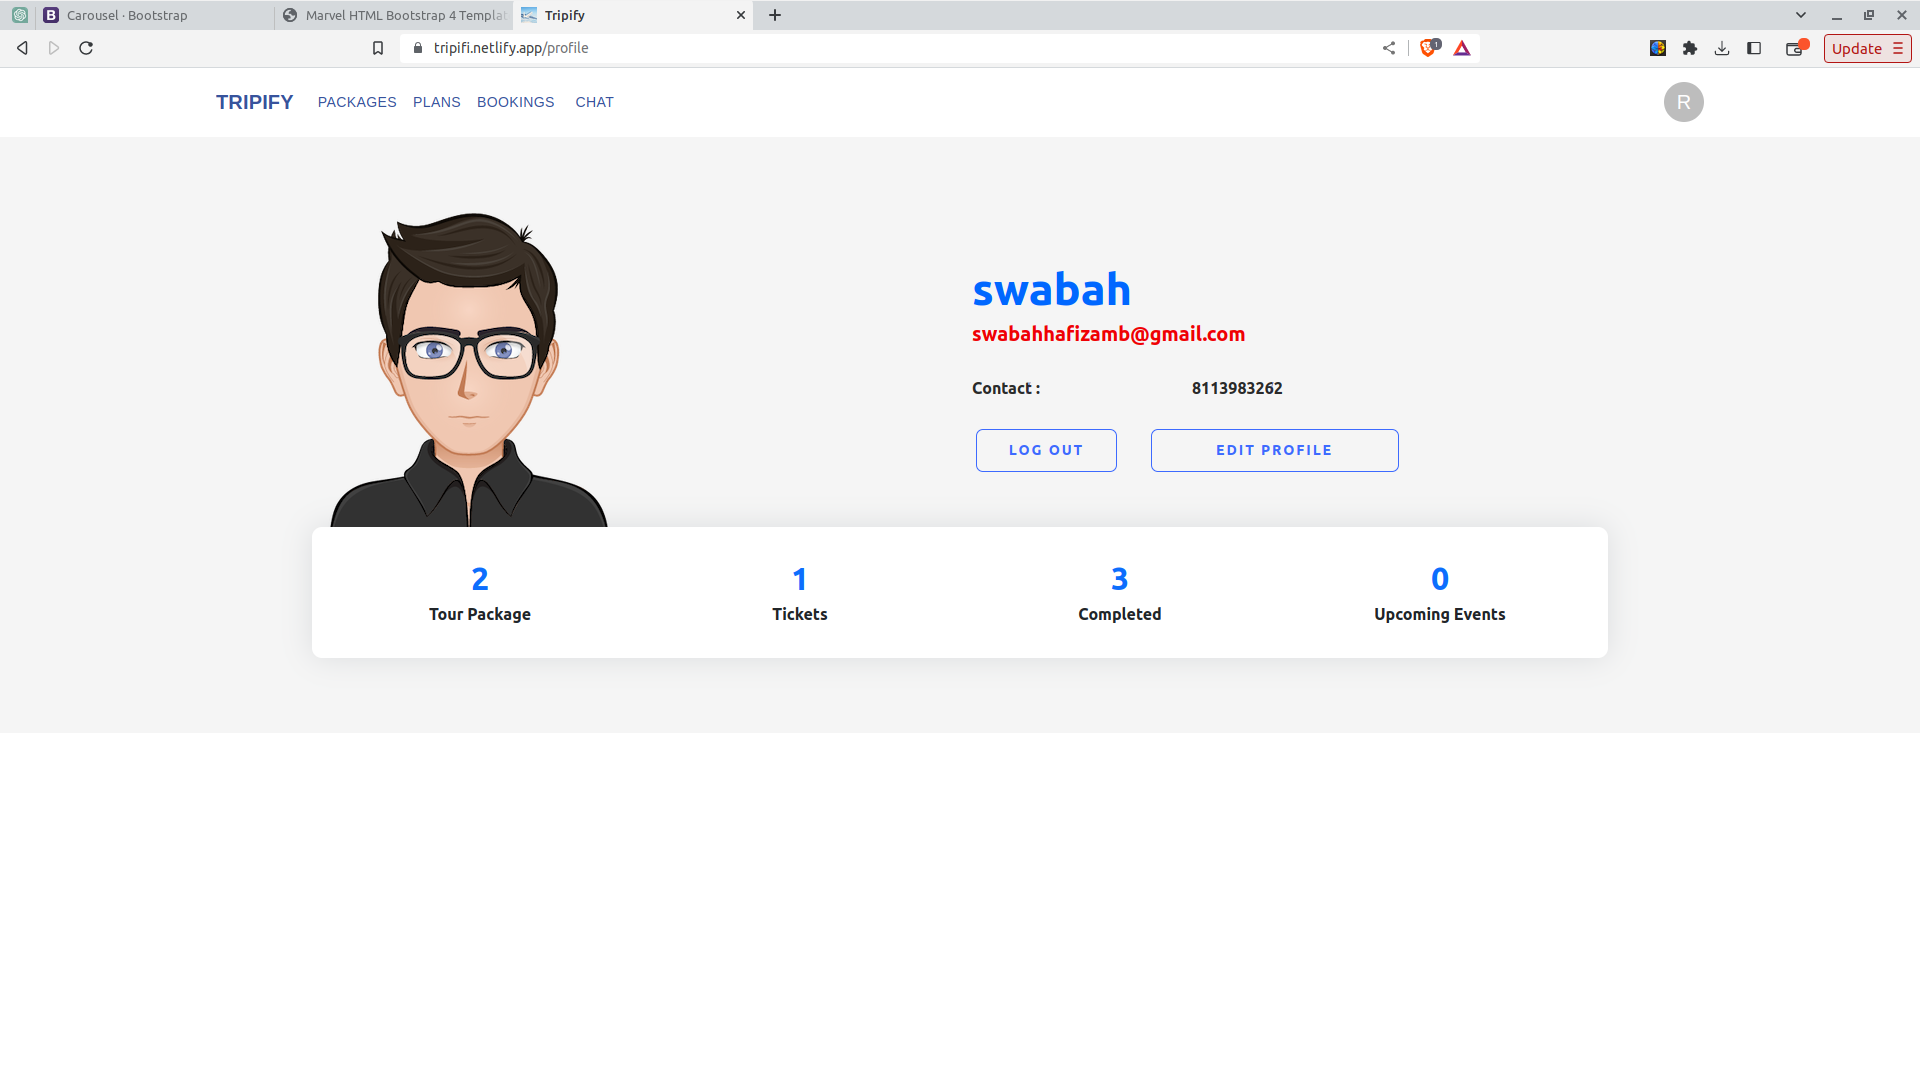 Carousel · Bootstrap
Marvel HTML Bootstrap 4 Templat
Tripify
tripifi.netlify.app/profile
1
Update
TRIPIFY PACKAGES PLANS BOOKINGS CHAT
R
swabah
swabahhafizamb@gmail.com
Contact : 8113983262
LOG OUT EDIT PROFILE
2 1 3 0
Tour Package Tickets Completed Upcoming Events